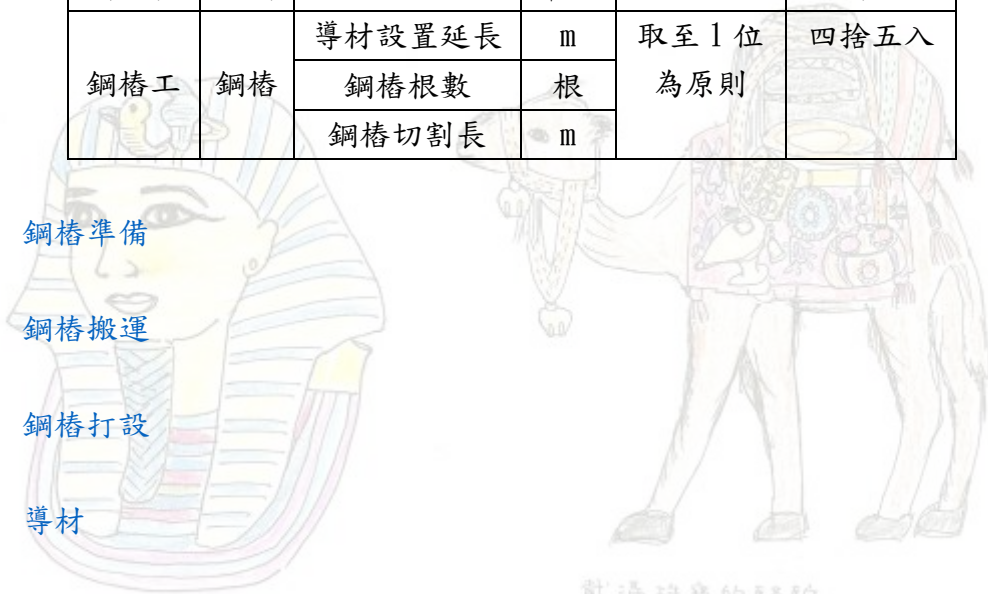 導材設置延長 m 取至1位 四捨五入
鋼樁工 鋼樁 鋼樁根數 根 為原則
鋼樁切割長 m
鋼樁準備
鋼樁搬運
鋼樁打設
導材